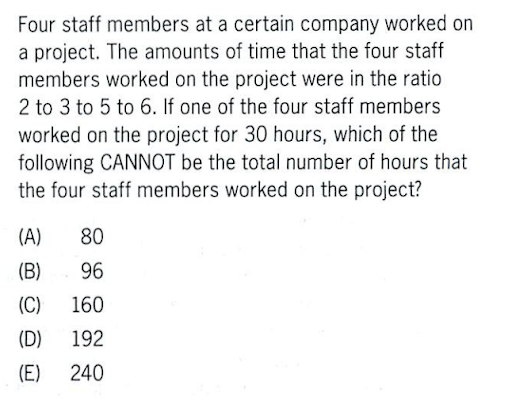 Four staff members at a certain company worked on
a project. The amounts of time that the four staff
members worked on the project were in the ratio
2 to 3 to 5 to 6. If one of the four staff members
worked on the project for 30 hours, which of the
following CANNOT be the total number of hours that
the four staff members worked on the project?
(A) 80
(B) 96
(C) 160
(D) 192
(E) 240